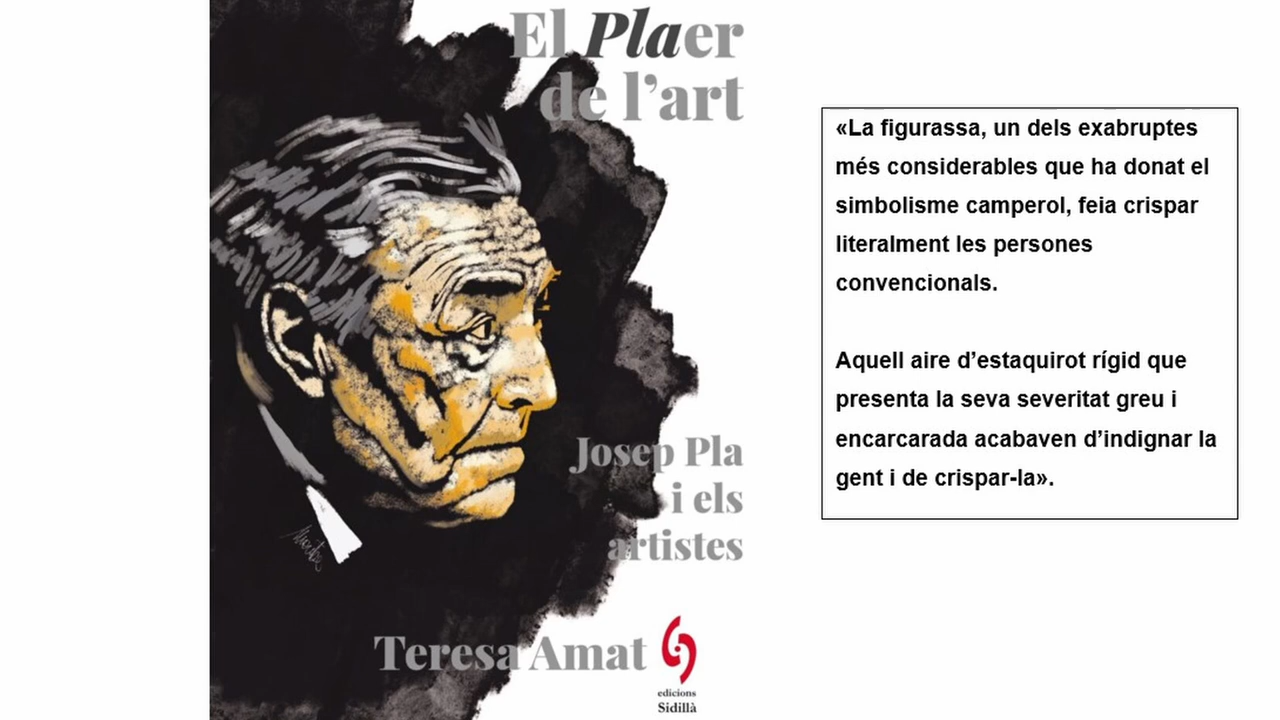 El Plaer
de l'art
Josep Pla
i els
artistes
Teresa Amat
edicions
Sidillà
«La figurassa, un dels exabruptes
més considerables que ha donat el
simbolisme camperol, feia crispar
literalment les persones
convencionals.
Aquell aire d'estaquirot rígid que
presenta la seva severitat greu i
encarcarada acabaven d'indignar la
gent i de crispar-la».